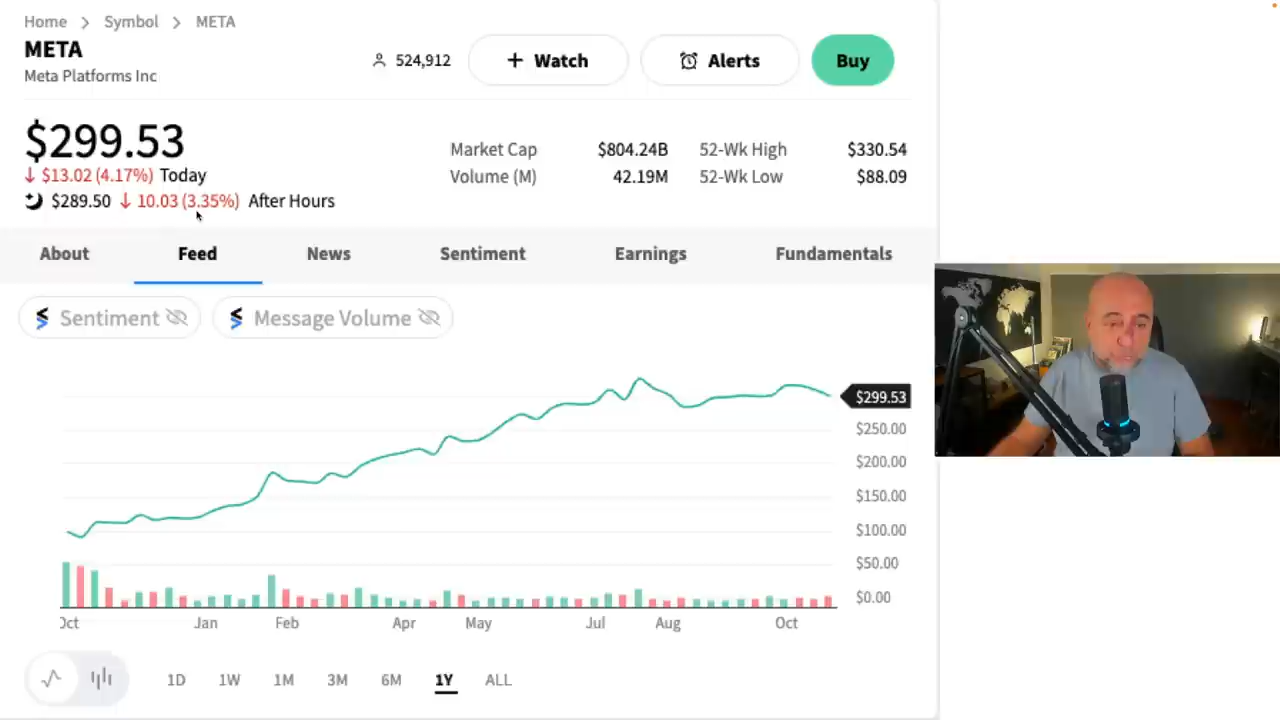 Home > Symbol > META
META
Meta Platforms Inc
524,912
+ Watch
Alerts
Buy
$299.53
↓ $13.02 (4.17%) Today
$289.50 ↓ 10.03 (3.35%) After Hours
Market Cap $804.24B 52-Wk High $330.54
Volume (M) 42.19M 52-Wk Low $88.09
About Feed News Sentiment Earnings Fundamentals
Sentiment Message Volume
$299.53
$250.00
$200.00
$150.00
$100.00
$50.00
$0.00
Oct Jan Feb Apr May Jul Aug Oct
1D 1W 1M 3M 6M 1Y ALL